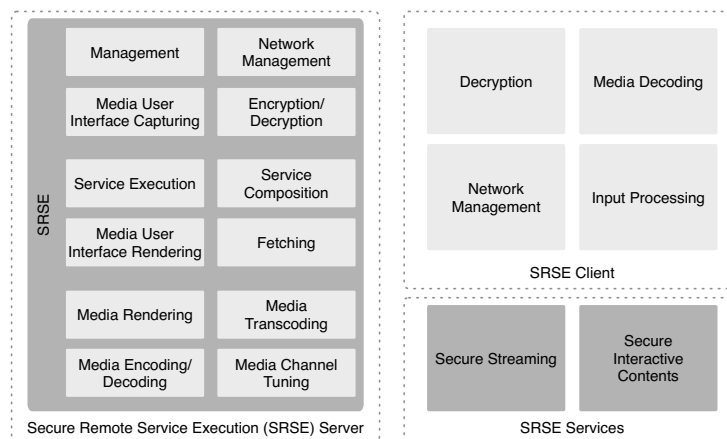 SRSE
Management
Network
Management
Media User
Interface Capturing
Encryption/
Decryption
Service Execution
Service
Composition
Media User
Interface Rendering
Fetching
Media Rendering
Media
Transcoding
Media Encoding/
Decoding
Media Channel
Tuning
Secure Remote Service Execution (SRSE) Server
Decryption
Media Decoding
Network
Management
Input Processing
SRSE Client
Secure Streaming
Secure
Interactive
Contents
SRSE Services